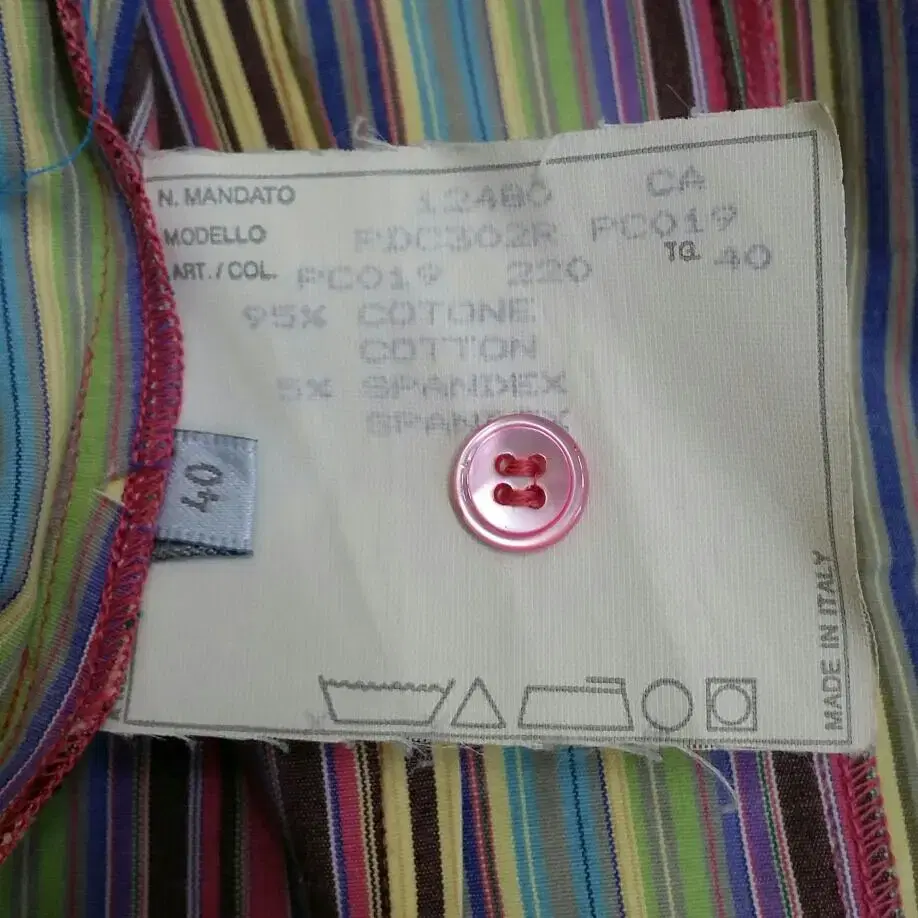 N. MANDATO 12480 CA
MODELLO PDC302R PC019
ART./COL. PC019 220 TG. 40
95% COTONE
COTTON
5% SPANDEX
SPANDEX
40
MADE IN ITALY